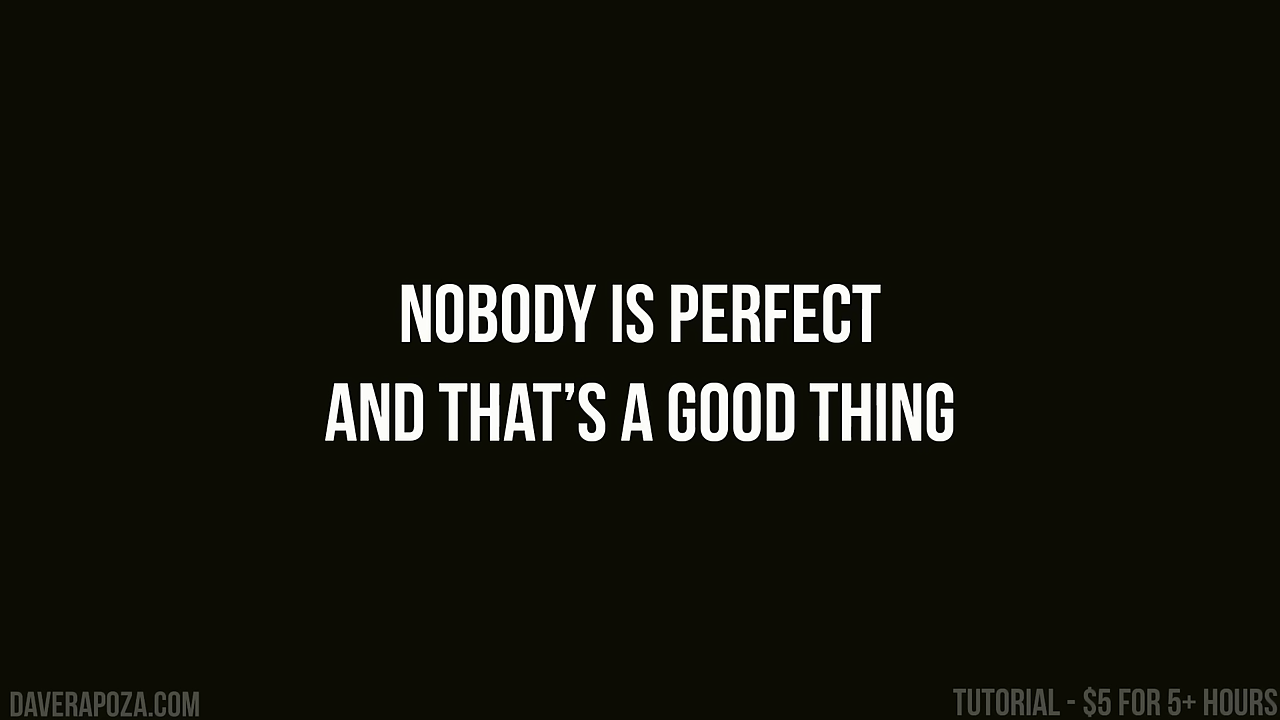 NOBODY IS PERFECT
AND THAT’S A GOOD THING
DAVERAPOZA.COM
TUTORIAL - $5 FOR 5+ HOURS